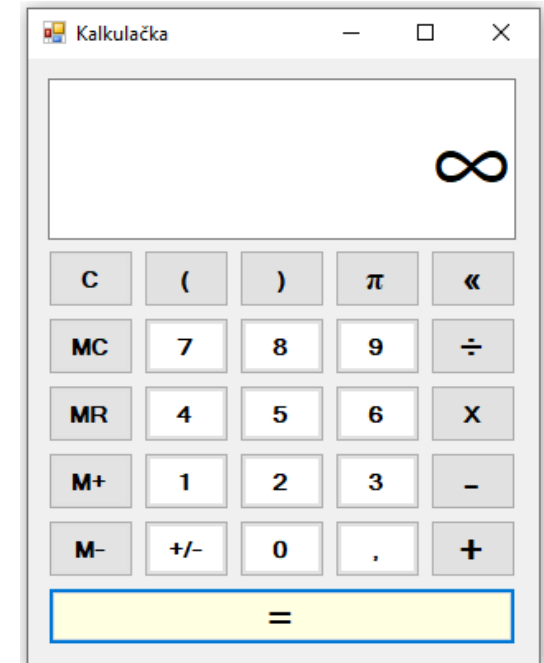 Kalkulačka
∞
C ( ) π «
MC 7 8 9 ÷
MR 4 5 6 X
M+ 1 2 3 -
M- +/- 0 , +
=